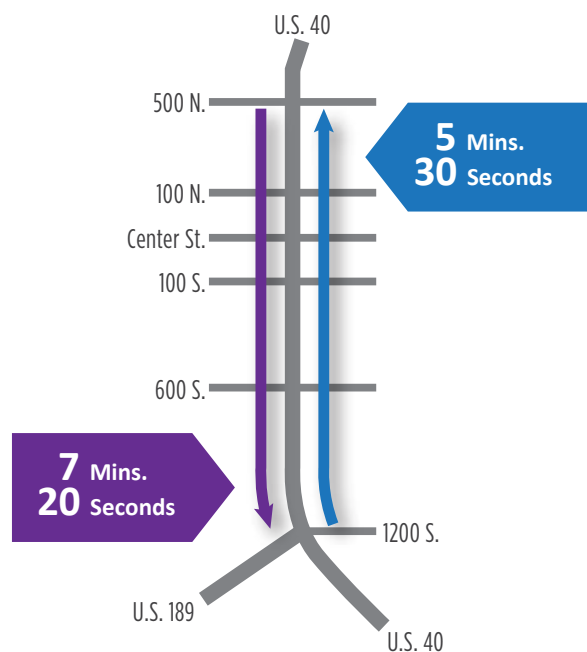 U.S. 40
500 N.
5 Mins.
30 Seconds
100 N.
Center St.
100 S.
600 S.
7 Mins.
20 Seconds
1200 S.
U.S. 189
U.S. 40